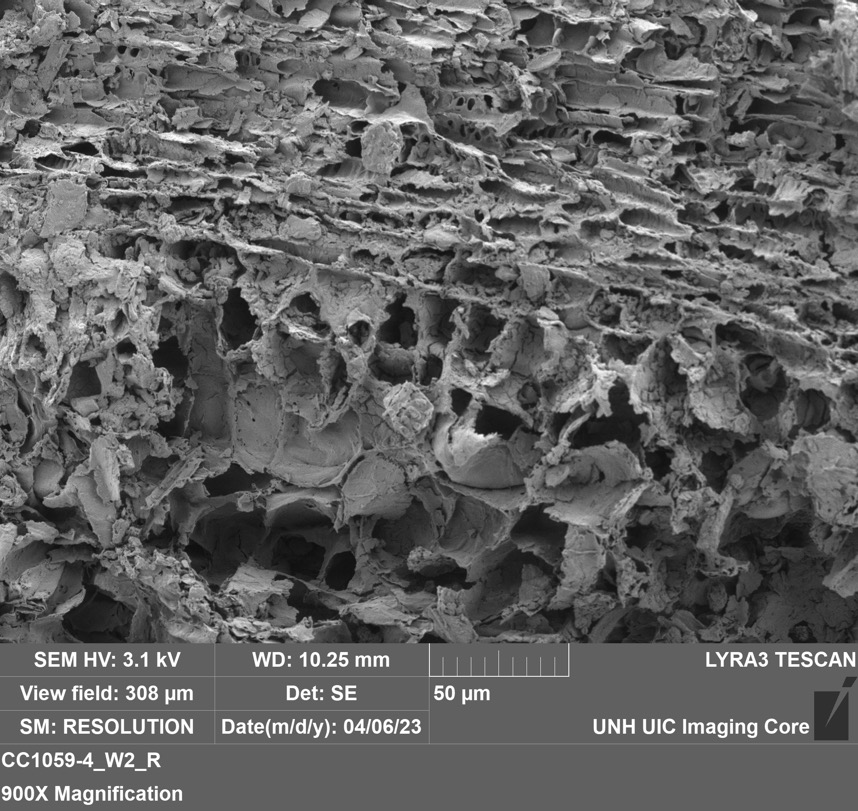 SEM HV: 3.1 kV WD: 10.25 mm LYRA3 TESCAN
View field: 308 µm Det: SE 50 µm
SM: RESOLUTION Date(m/d/y): 04/06/23 UNH UIC Imaging Core
CC1059-4_W2_R
900X Magnification